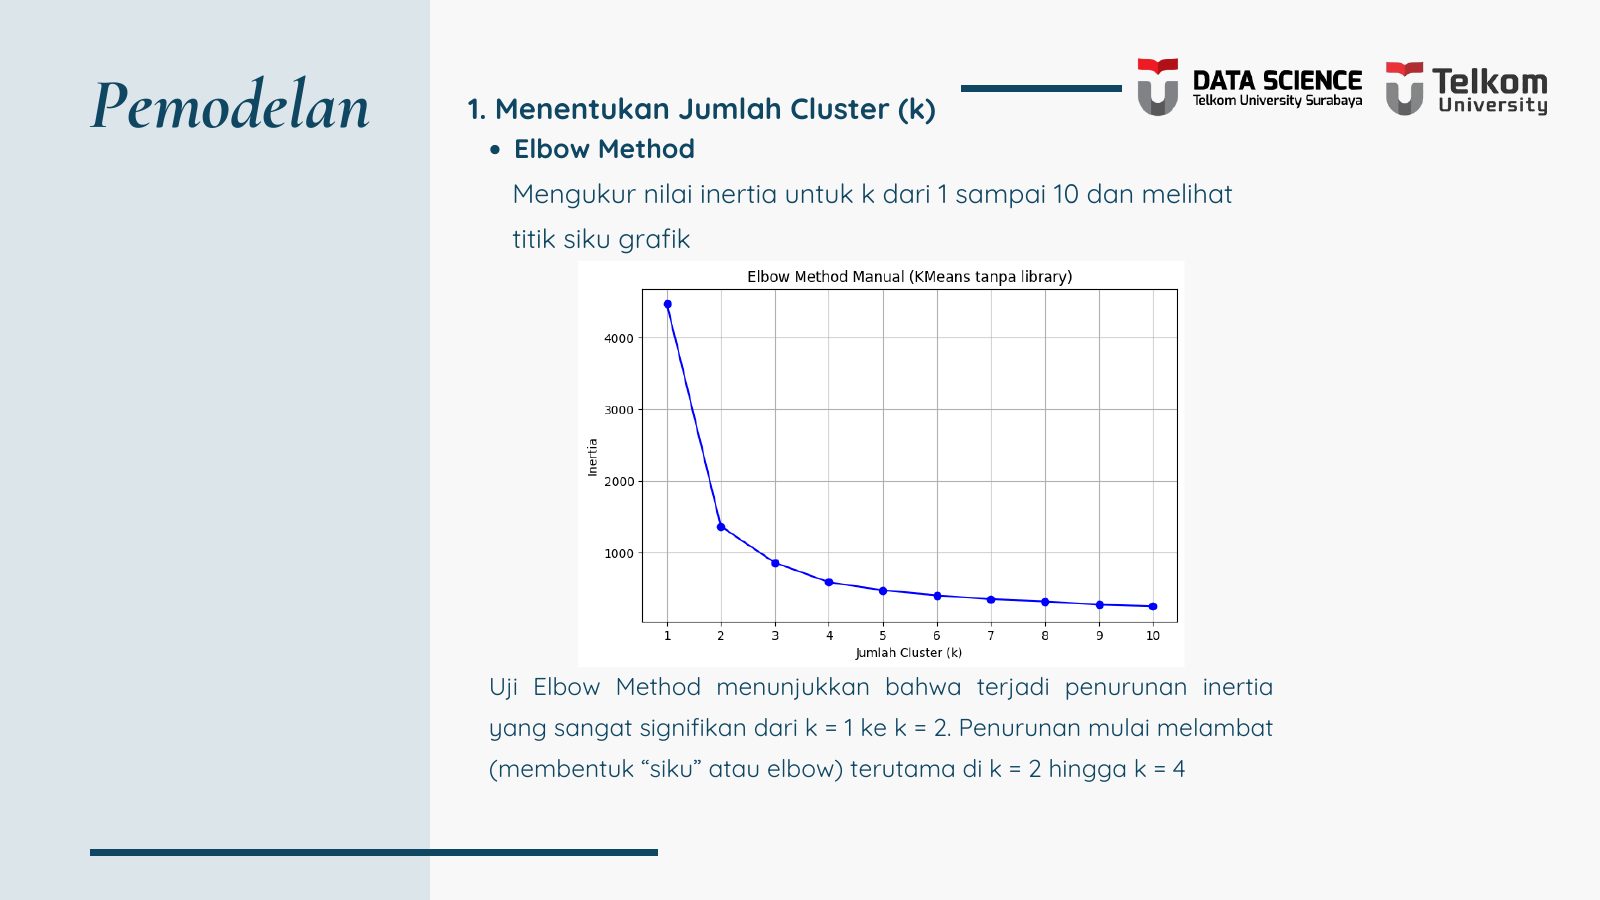 Pemodelan
DATA SCIENCE
Telkom University Surabaya
Telkom
University
1. Menentukan Jumlah Cluster (k)
• Elbow Method
Mengukur nilai inertia untuk k dari 1 sampai 10 dan melihat
titik siku grafik
Elbow Method Manual (KMeans tanpa library)
4000
3000
2000
1000
Inertia
1 2 3 4 5 6 7 8 9 10
Jumlah Cluster (k)
Uji Elbow Method menunjukkan bahwa terjadi penurunan inertia
yang sangat signifikan dari k = 1 ke k = 2. Penurunan mulai melambat
(membentuk “siku” atau elbow) terutama di k = 2 hingga k = 4